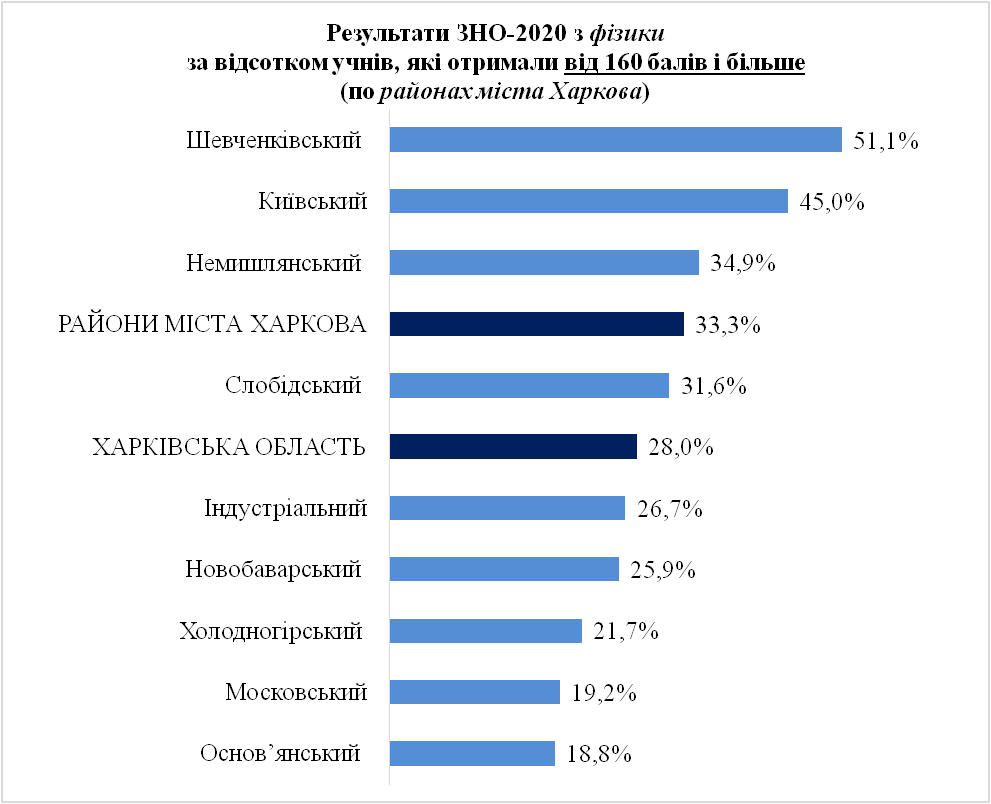 Результати ЗНО-2020 з фізики
за відсотком учнів, які отримали від 160 балів і більше
(по районах міста Харкова)
Шевченківський 51,1%
Київський 45,0%
Немишлянський 34,9%
РАЙОНИ МІСТА ХАРКОВА 33,3%
Слобідський 31,6%
ХАРКІВСЬКА ОБЛАСТЬ 28,0%
Індустріальний 26,7%
Новобаварський 25,9%
Холодногірський 21,7%
Московський 19,2%
Основ’янський 18,8%